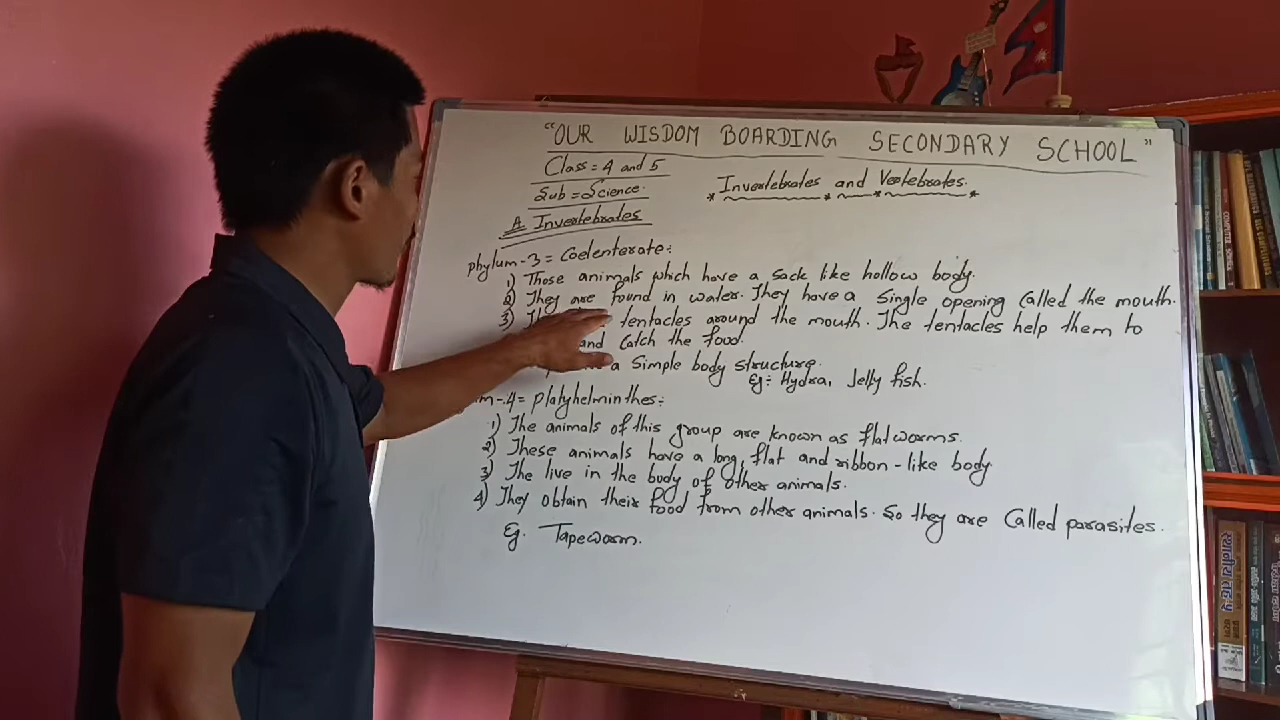 "OUR WISDOM BOARDING SECONDARY SCHOOL"
Class = 4 and 5
Sub = Science.
Invertebrates and Vertebrates.
A Invertebrates
phylum-3 = Coelenterate:
1) Those animals which have a sack like hollow body.
2) They are found in water. They have a single opening called the mouth.
3) tentacles around the mouth. The tentacles help them to
and catch the food.
a simple body structure.
Eg:- Hydra, Jelly fish.
m-4 = platyhelminthes:
1) The animals of this group are known as flatworms.
2) These animals have a long, flat and ribbon-like body
3) The live in the body of other animals.
4) They obtain their food from other animals. So they are called parasites.
Eg. Tapeworm.